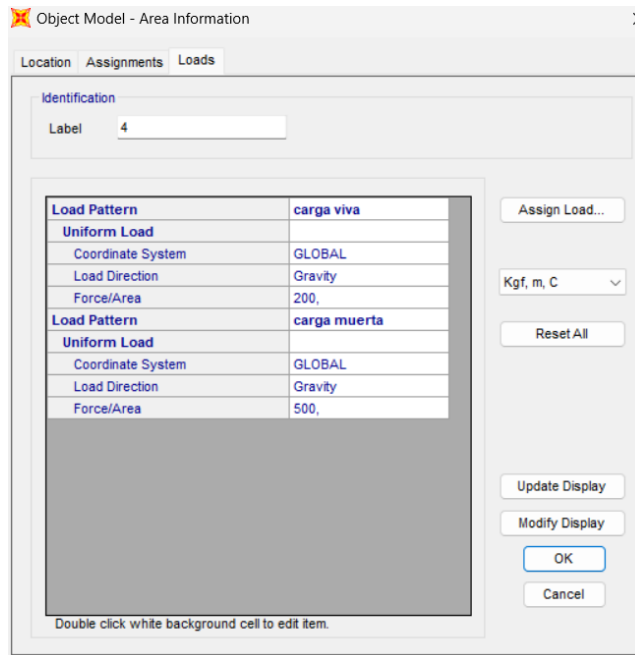 Object Model - Area Information
Location Assignments Loads
Identification
Label 4
Load Pattern carga viva
Uniform Load
Coordinate System GLOBAL
Load Direction Gravity
Force/Area 200,
Load Pattern carga muerta
Uniform Load
Coordinate System GLOBAL
Load Direction Gravity
Force/Area 500,
Assign Load...
Kgf, m, C
Reset All
Update Display
Modify Display
OK
Cancel
Double click white background cell to edit item.